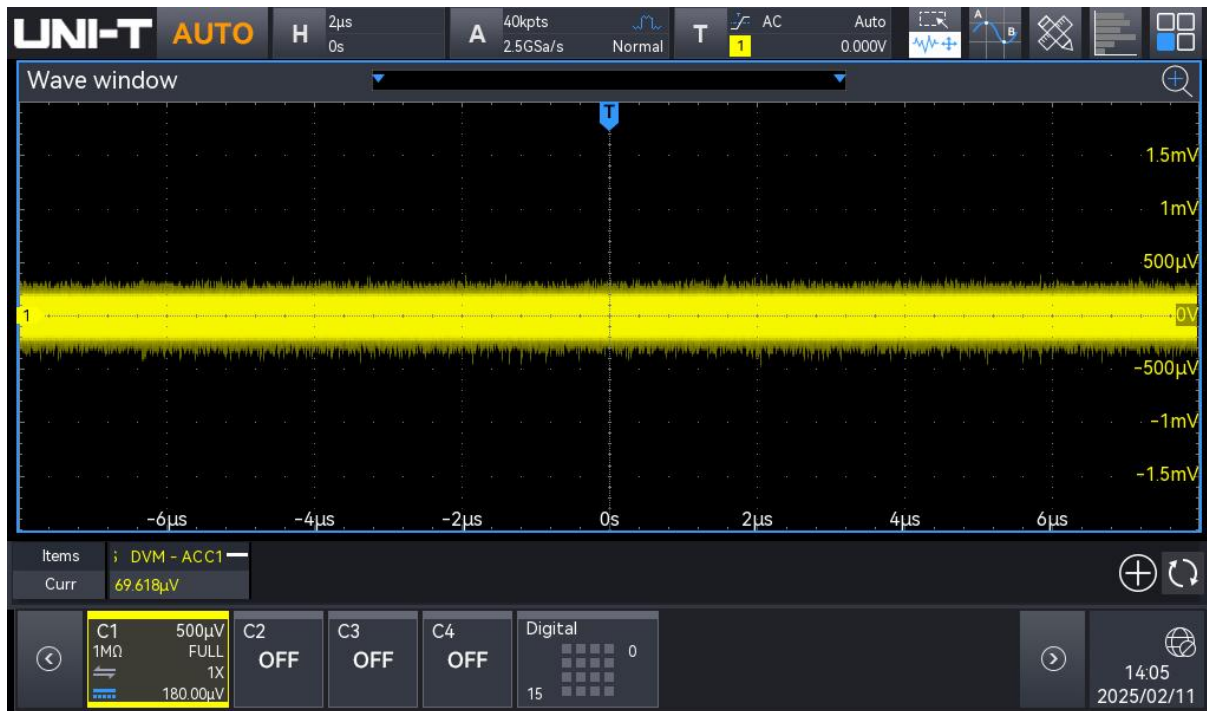 UNI-T AUTO H 2μs 0s A 40kpts 2.5GSa/s Normal T 1 AC Auto 0.000V A B
Wave window
T
1.5mV
1mV
500μV
1 0V
-500μV
-1mV
-1.5mV
-6μs -4μs -2μs 0s 2μs 4μs 6μs
Items DVM - ACC1
Curr 69.618μV
C1 500μV C2 C3 C4 Digital
1MΩ FULL OFF OFF OFF 0
1X
180.00μV 15
14:05
2025/02/11